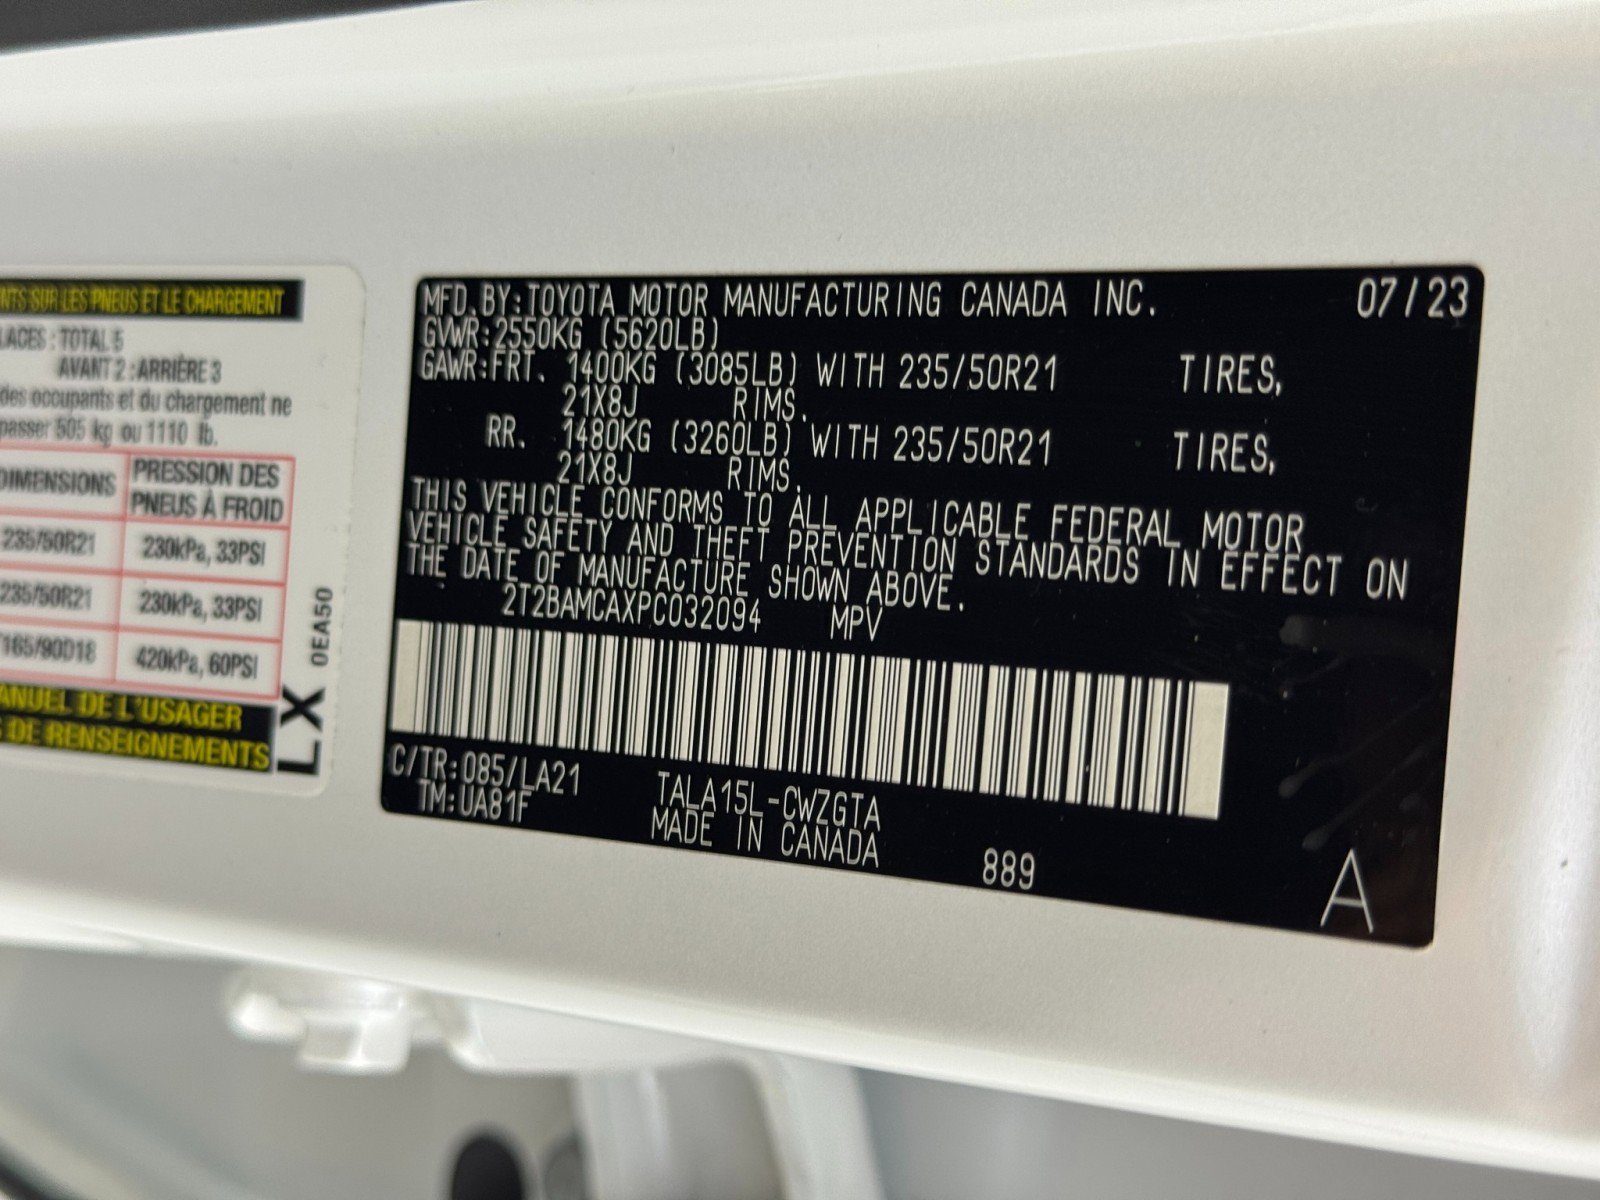 NTS SUR LES PNEUS ET LE CHARGEMENT
LACES : TOTAL 5
AVANT 2 : ARRIÈRE 3
des occupants et du chargement ne
passer 505 kg ou 1110 lb.
DIMENSIONS PRESSION DES PNEUS À FROID
235/50R21 230kPa, 33PSI
235/50R21 230kPa, 33PSI
T165/90D18 420kPa, 60PSI
ANUEL DE L'USAGER
S DE RENSEIGNEMENTS
LX 0EA50
MFD.BY:TOYOTA MOTOR MANUFACTURING CANADA INC. 07/23
GVWR:2550KG (5620LB)
GAWR:FRT. 1400KG (3085LB) WITH 235/50R21 TIRES,
21X8J RIMS.
RR. 1480KG (3260LB) WITH 235/50R21 TIRES,
21X8J RIMS.
THIS VEHICLE CONFORMS TO ALL APPLICABLE FEDERAL MOTOR
VEHICLE SAFETY AND THEFT PREVENTION STANDARDS IN EFFECT ON
THE DATE OF MANUFACTURE SHOWN ABOVE.
2T2BAMCAXPC032094 MPV
C/TR:085/LA21 TALA15L-CWZGTA
TM:UA81F MADE IN CANADA 889
A